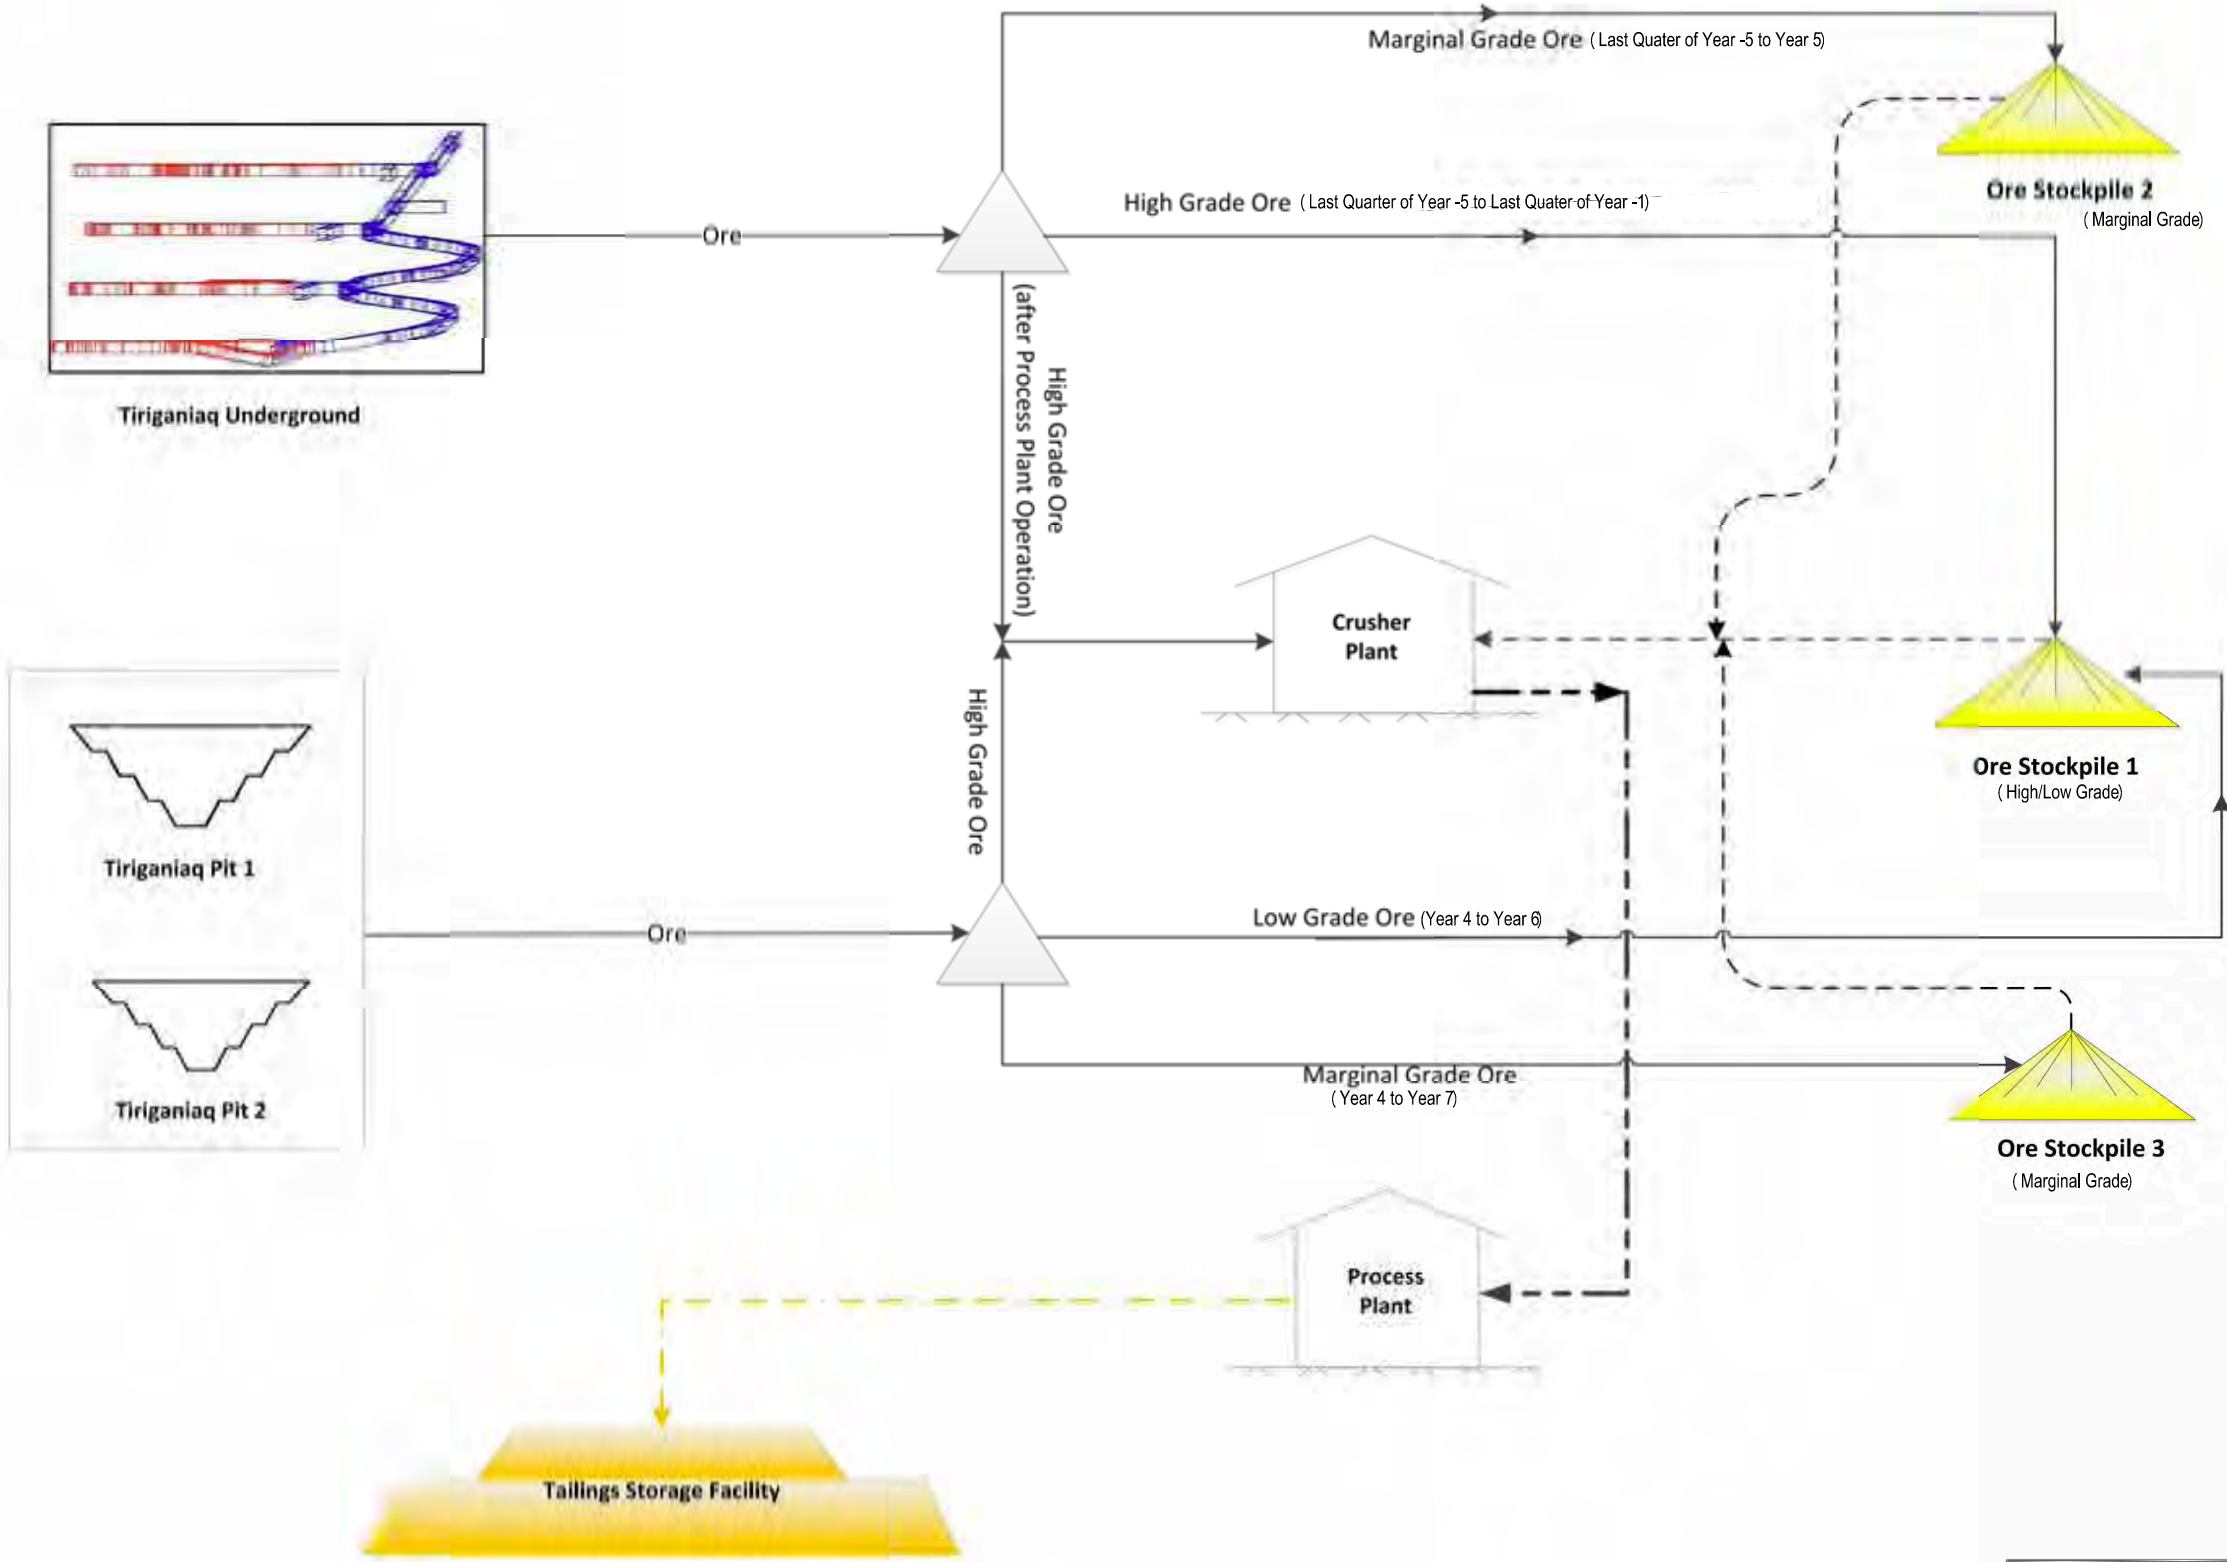 Marginal Grade Ore ( Last Quater of Year -5 to Year 5)
Ore Stockpile 2
( Marginal Grade)
High Grade Ore ( Last Quarter of Year -5 to Last Quater of Year -1)
Ore
Tiriganiaq Underground
High Grade Ore
(after Process Plant Operation)
Crusher
Plant
Ore Stockpile 1
( High/Low Grade)
High Grade Ore
Tiriganiaq Pit 1
Low Grade Ore (Year 4 to Year 6)
Ore
Tiriganiaq Pit 2
Marginal Grade Ore
( Year 4 to Year 7)
Ore Stockpile 3
( Marginal Grade)
Process
Plant
Tailings Storage Facility